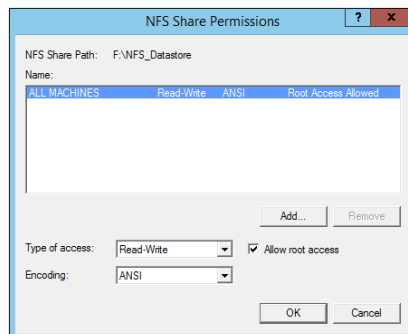 NFS Share Permissions
? x
NFS Share Path: F:\NFS_Datastore
Name:
ALL MACHINES Read-Write ANSI Root Access Allowed
Add... Remove
Type of access: Read-Write Allow root access
Encoding: ANSI
OK Cancel